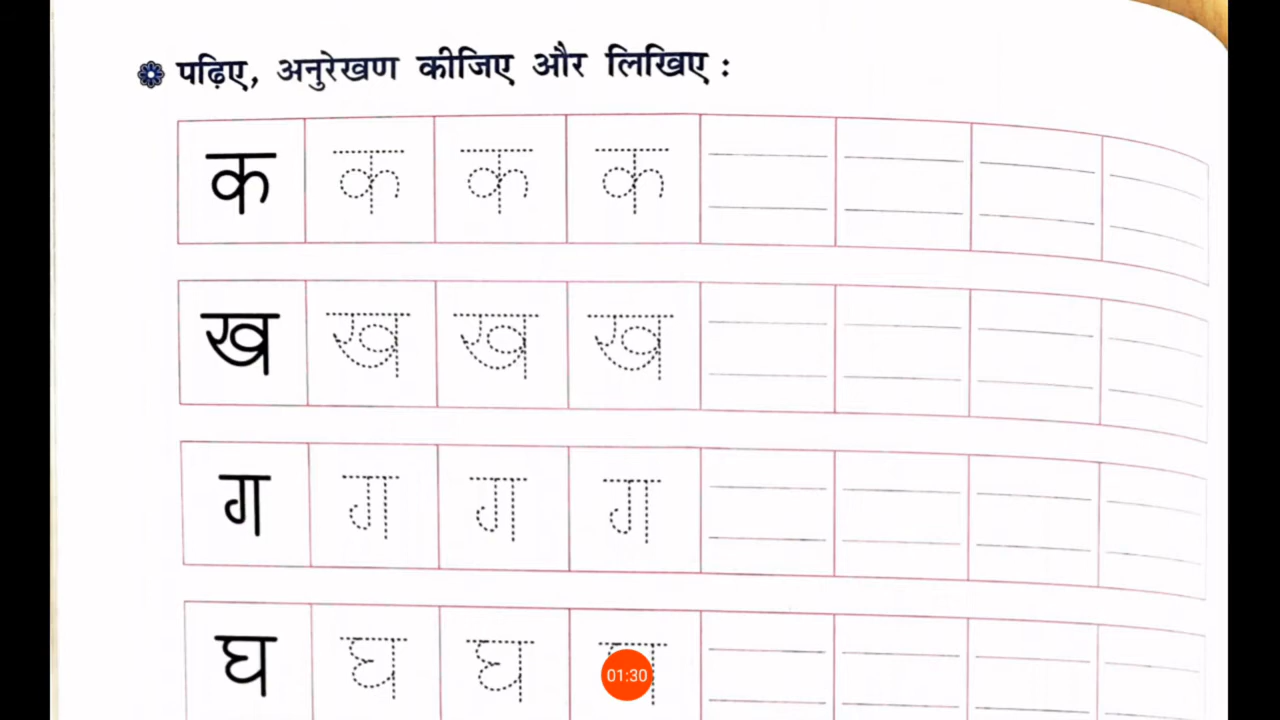 पढ़िए, अनुरेखण कीजिए और लिखिए :
क क क क
ख ख ख ख
ग ग ग ग
घ घ घ घ
01:30